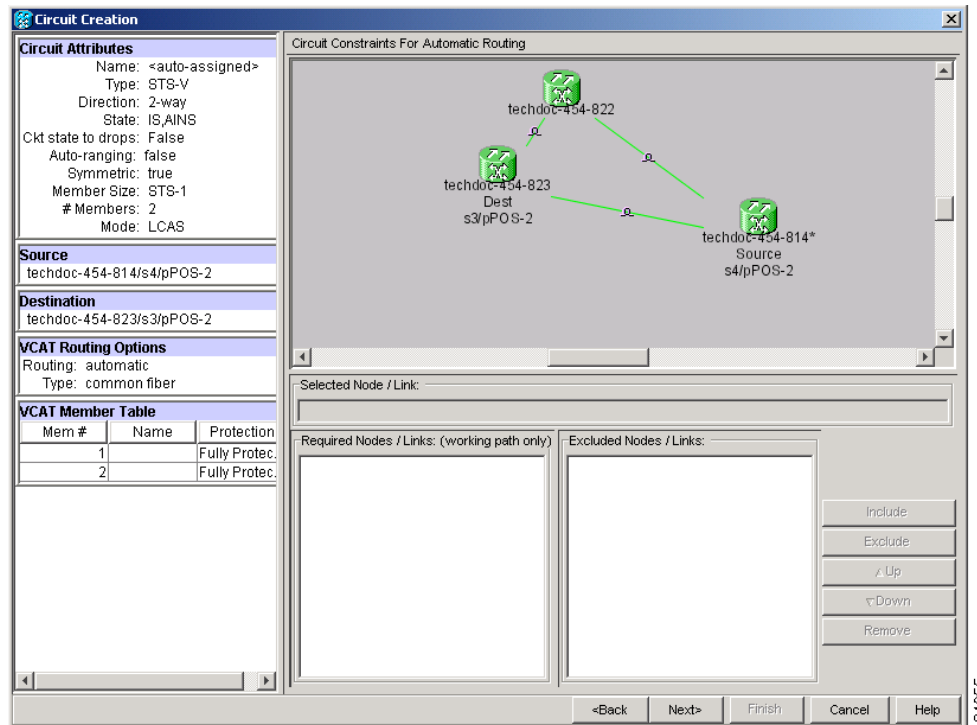 Circuit Creation
Circuit Attributes
Name: <auto-assigned>
Type: STS-V
Direction: 2-way
State: IS,AINS
Ckt state to drops: False
Auto-ranging: false
Symmetric: true
Member Size: STS-1
# Members: 2
Mode: LCAS
Source
techdoc-454-814/s4/pPOS-2
Destination
techdoc-454-823/s3/pPOS-2
VCAT Routing Options
Routing: automatic
Type: common fiber
VCAT Member Table
Mem # Name Protection
1 Fully Protec.
2 Fully Protec.
Circuit Constraints For Automatic Routing
techdoc-454-822
techdoc-454-823
Dest
s3/pPOS-2
techdoc-454-814*
Source
s4/pPOS-2
Selected Node / Link:
Required Nodes / Links: (working path only)
Excluded Nodes / Links:
Include
Exclude
Up
Down
Remove
<Back Next> Finish Cancel Help